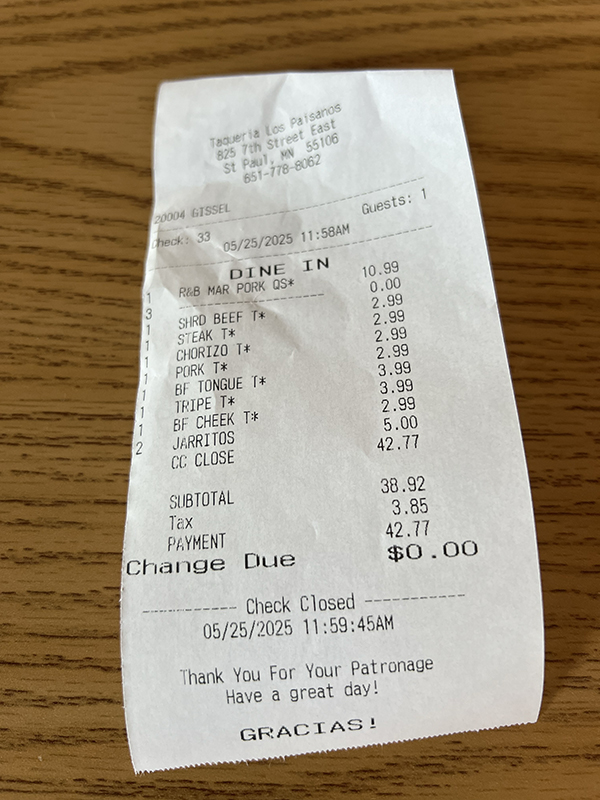 Taqueria Los Paisanos
825 7th Street East
St Paul, MN 55106
651-778-8062
20004 GISSEL
Guests: 1
Check: 33 05/25/2025 11:58AM
DINE IN
1 R&B MAR PORK QS* 10.99
3 -------------------- 0.00
1 SHRD BEEF T* 2.99
1 STEAK T* 2.99
1 CHORIZO T* 2.99
1 PORK T* 2.99
1 BF TONGUE T* 3.99
1 TRIPE T* 3.99
1 BF CHEEK T* 2.99
2 JARRITOS 5.00
CC CLOSE 42.77
SUBTOTAL 38.92
Tax 3.85
PAYMENT 42.77
Change Due $0.00
---------- Check Closed -----------
05/25/2025 11:59:45AM
Thank You For Your Patronage
Have a great day!
GRACIAS!